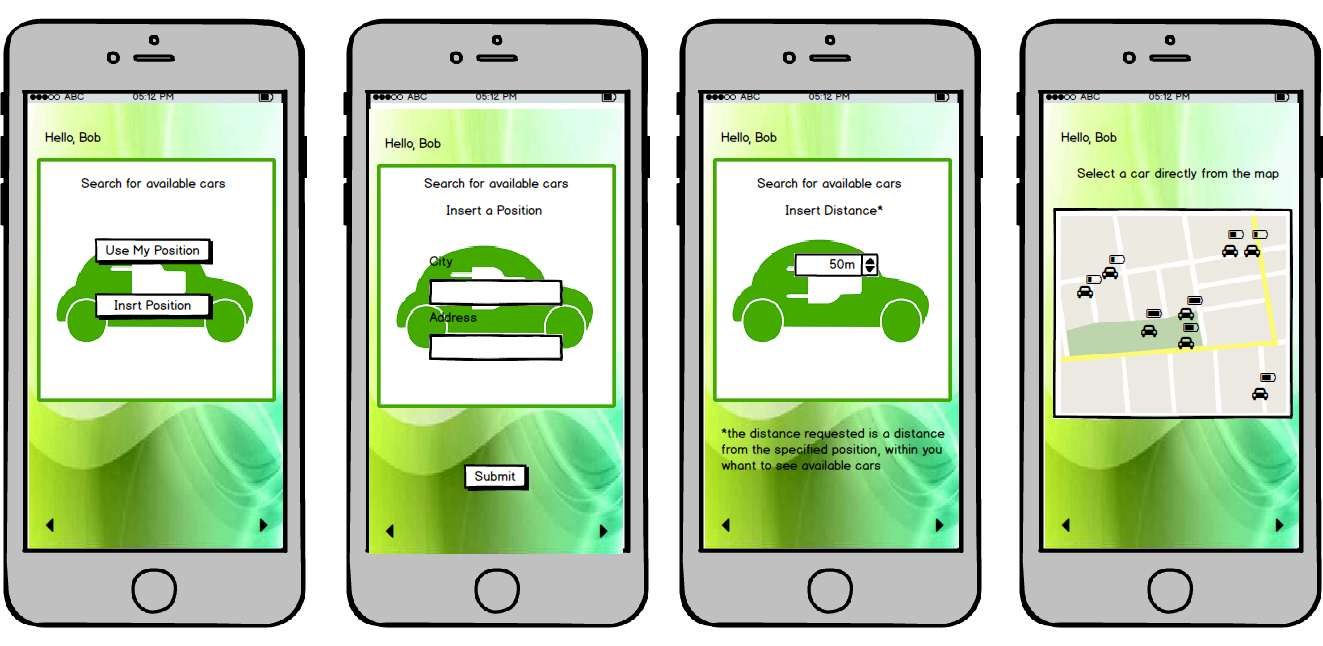 ABC 05:12 PM
Hello, Bob
Search for available cars
Use My Position
Insrt Position
ABC 05:12 PM
Hello, Bob
Search for available cars
Insert a Position
City
Address
Submit
ABC 05:12 PM
Hello, Bob
Search for available cars
Insert Distance*
50m
*the distance requested is a distance
from the specified position, within you
whant to see available cars
ABC 05:12 PM
Hello, Bob
Select a car directly from the map